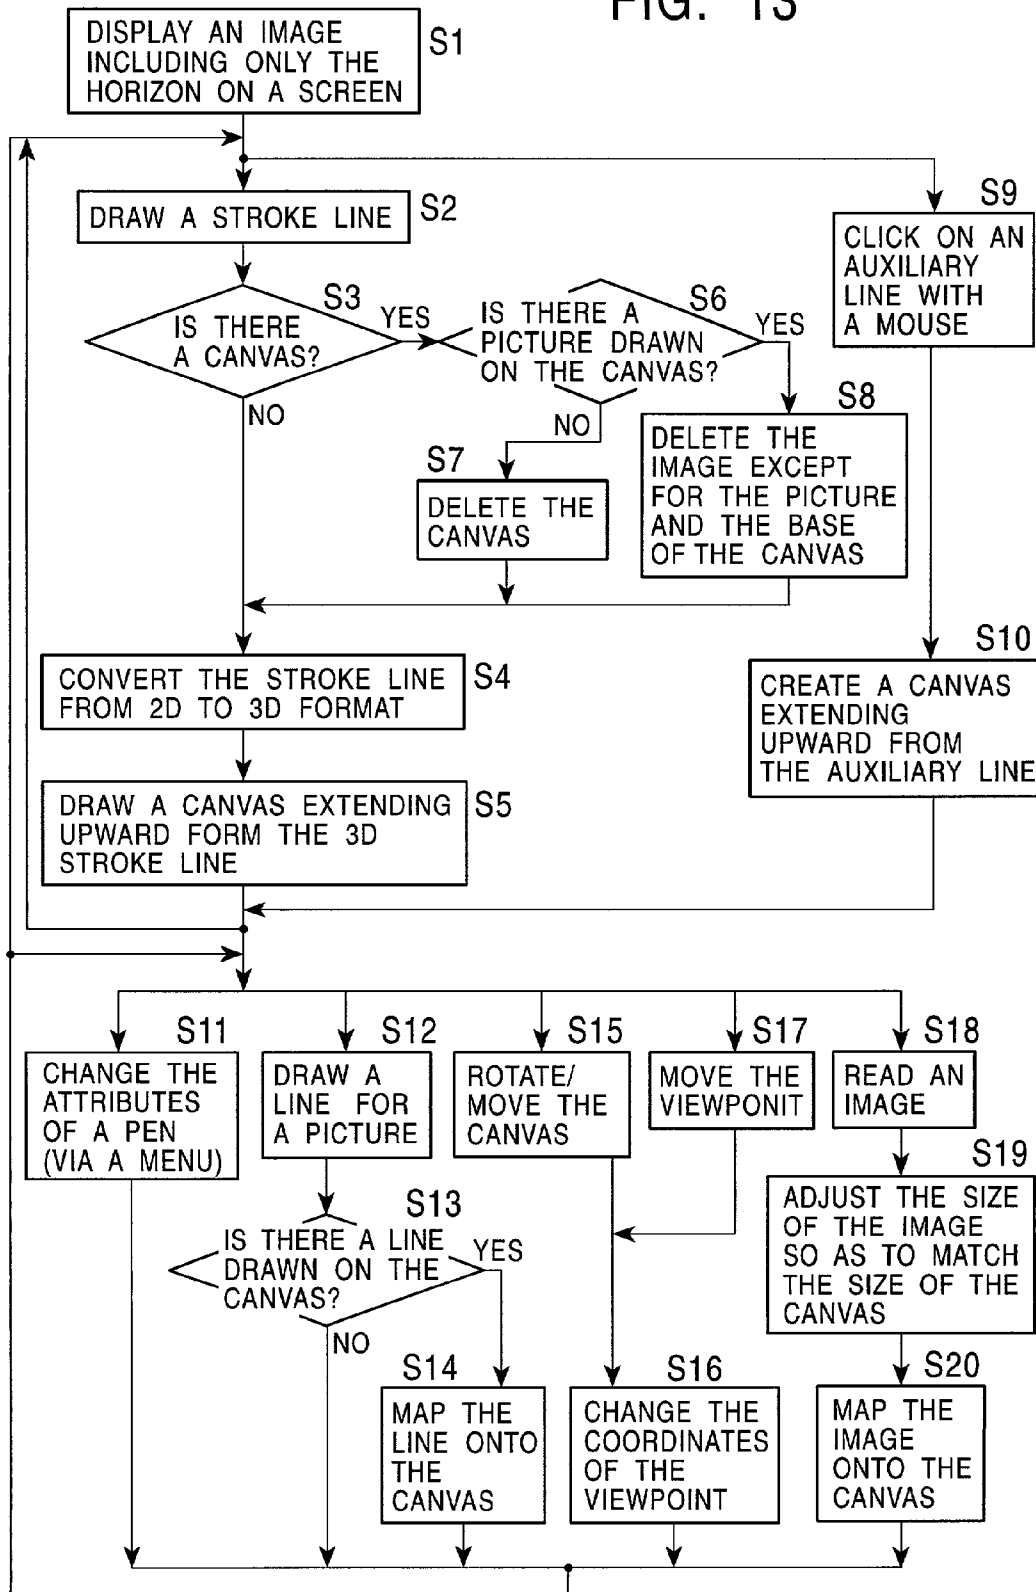 FIG. 13
DISPLAY AN IMAGE
INCLUDING ONLY THE
HORIZON ON A SCREEN
S1
DRAW A STROKE LINE
S2
S9
CLICK ON AN
AUXILIARY
LINE WITH
A MOUSE
S3
IS THERE
A CANVAS?
YES
NO
S6
IS THERE A
PICTURE DRAWN
ON THE CANVAS?
YES
NO
S7
DELETE THE
CANVAS
S8
DELETE THE
IMAGE EXCEPT
FOR THE PICTURE
AND THE BASE
OF THE CANVAS
S10
CREATE A CANVAS
EXTENDING
UPWARD FROM
THE AUXILIARY LINE
CONVERT THE STROKE LINE
FROM 2D TO 3D FORMAT
S4
DRAW A CANVAS EXTENDING
UPWARD FORM THE 3D
STROKE LINE
S5
S11
CHANGE THE
ATTRIBUTES
OF A PEN
(VIA A MENU)
S12
DRAW A
LINE FOR
A PICTURE
S15
ROTATE/
MOVE THE
CANVAS
S17
MOVE THE
VIEWPONIT
S18
READ AN
IMAGE
S13
IS THERE A LINE
DRAWN ON THE
CANVAS?
YES
NO
S19
ADJUST THE SIZE
OF THE IMAGE
SO AS TO MATCH
THE SIZE OF THE
CANVAS
S14
MAP THE
LINE ONTO
THE
CANVAS
S16
CHANGE THE
COORDINATES
OF THE
VIEWPOINT
S20
MAP THE
IMAGE
ONTO THE
CANVAS